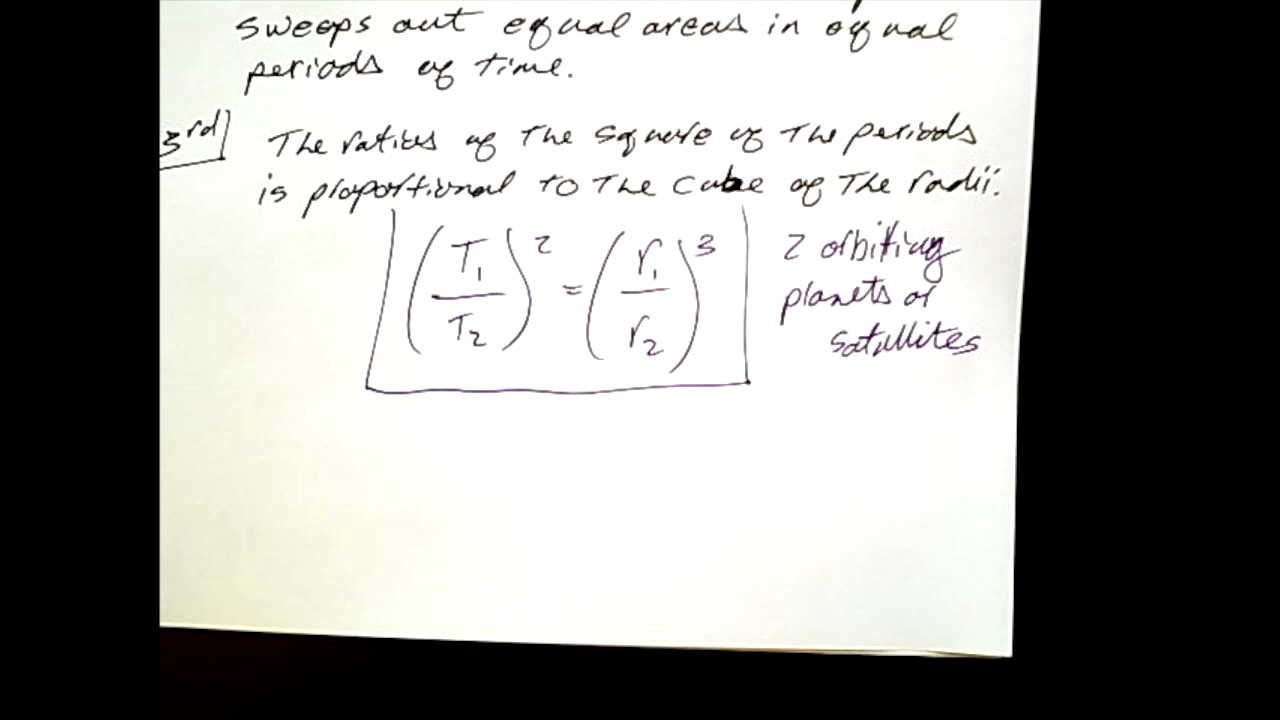 sweeps out equal areas in equal
periods of time.
3rd
The ratios of The square of The periods
is proportional to The cube of The radii.
(T1/T2)^2 = (r1/r2)^3
2 orbiting
planets or
satallites